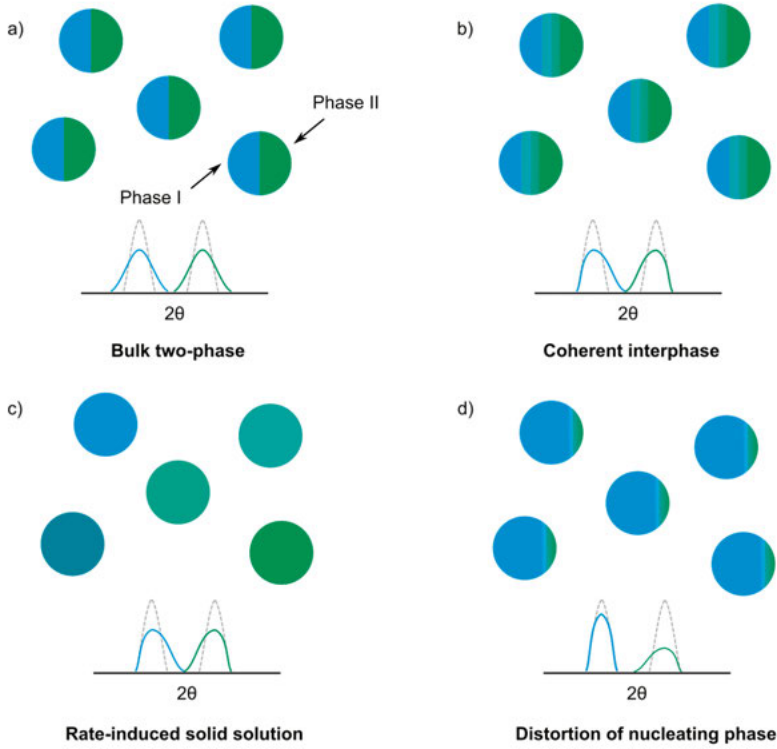 a)
Phase II
Phase I
2θ
Bulk two-phase
b)
2θ
Coherent interphase
c)
2θ
Rate-induced solid solution
d)
2θ
Distortion of nucleating phase